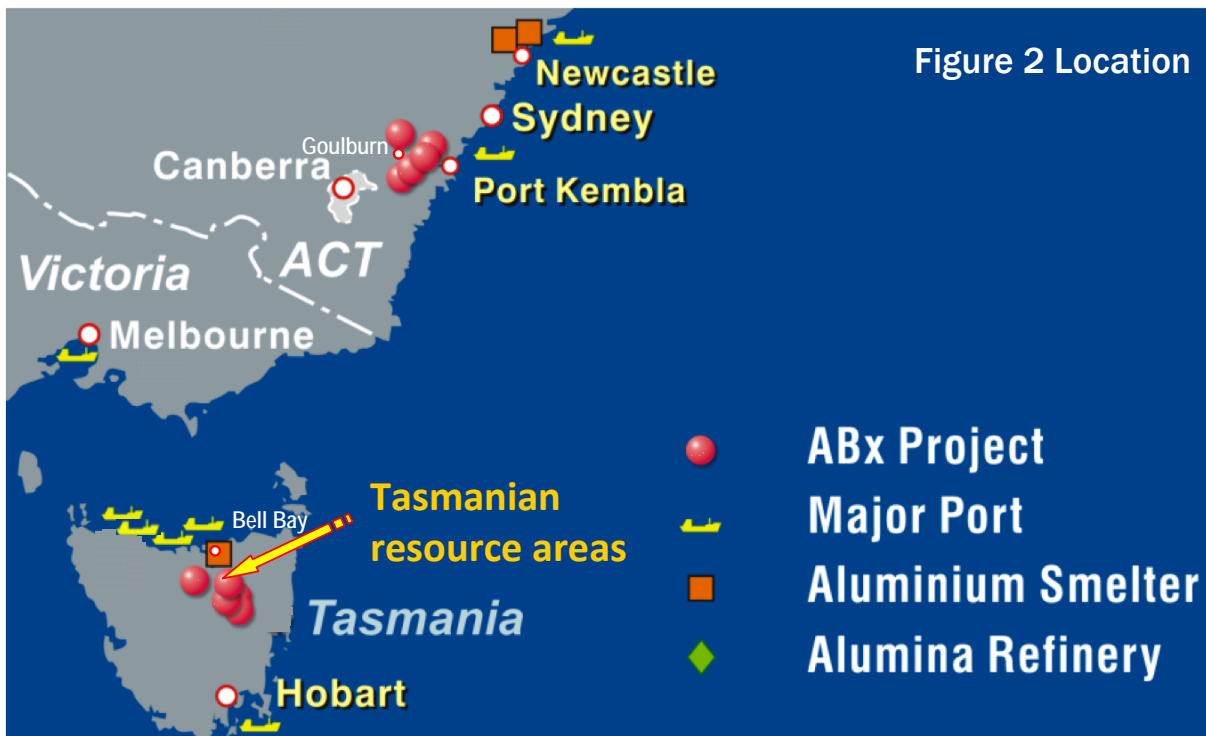 Figure 2 Location
Newcastle
Sydney
Goulburn
Canberra
Port Kembla
ACT
Victoria
Melbourne
Tasmanian
resource areas
Bell Bay
Tasmania
Hobart
ABx Project
Major Port
Aluminium Smelter
Alumina Refinery